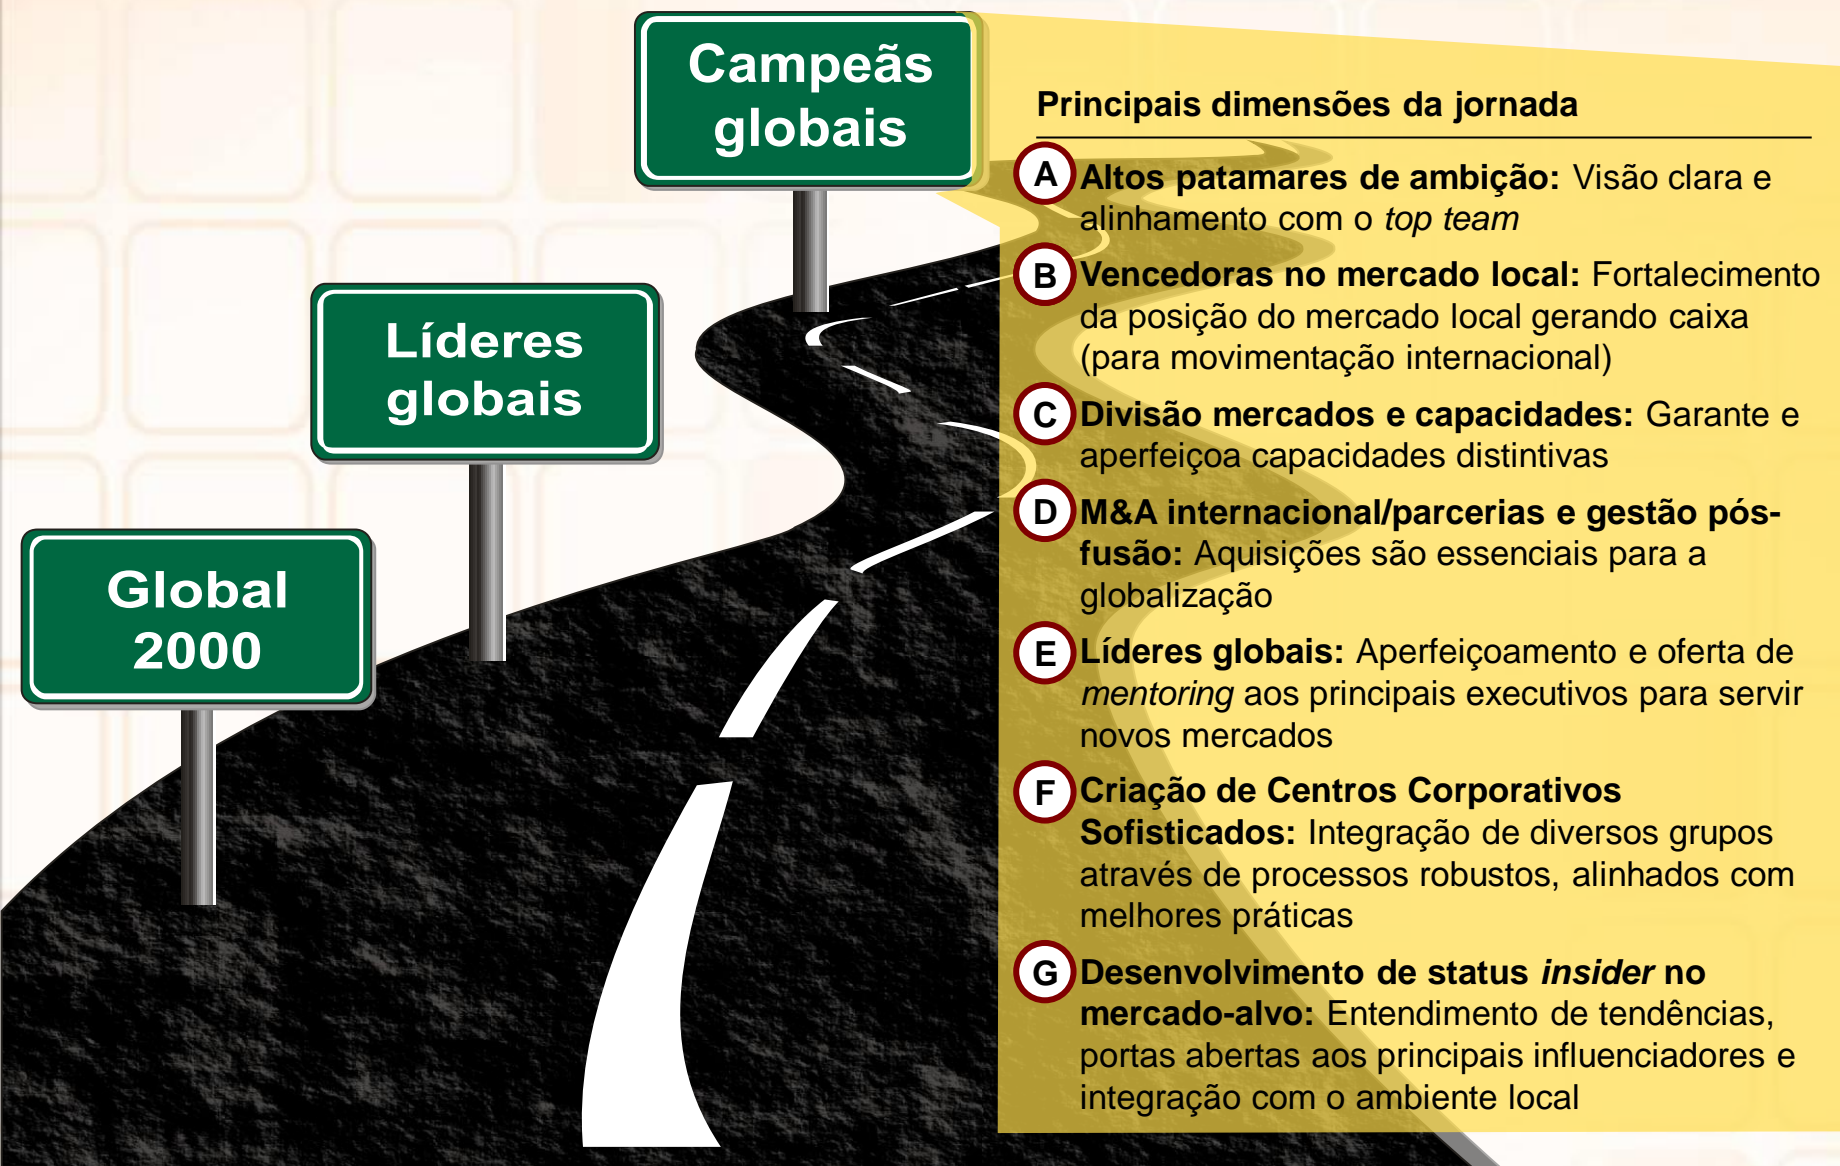 Campeãs
globais
Líderes
globais
Global
2000
Principais dimensões da jornada
A Altos patamares de ambição: Visão clara e
alinhamento com o top team
B Vencedoras no mercado local: Fortalecimento
da posição do mercado local gerando caixa
(para movimentação internacional)
C Divisão mercados e capacidades: Garante e
aperfeiçoa capacidades distintivas
D M&A internacional/parcerias e gestão pós-
fusão: Aquisições são essenciais para a
globalização
E Líderes globais: Aperfeiçoamento e oferta de
mentoring aos principais executivos para servir
novos mercados
F Criação de Centros Corporativos
Sofisticados: Integração de diversos grupos
através de processos robustos, alinhados com
melhores práticas
G Desenvolvimento de status insider no
mercado-alvo: Entendimento de tendências,
portas abertas aos principais influenciadores e
integração com o ambiente local